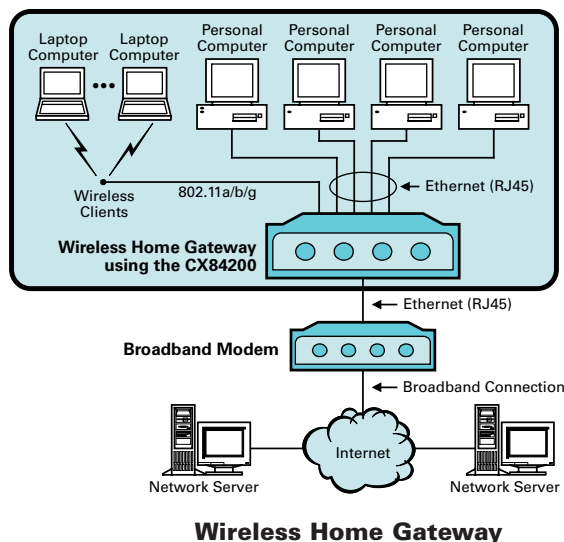 Laptop
Computer
Laptop
Computer
Personal
Computer
Personal
Computer
Personal
Computer
Personal
Computer
Wireless
Clients
802.11a/b/g
Ethernet (RJ45)
Wireless Home Gateway
using the CX84200
Ethernet (RJ45)
Broadband Modem
Broadband Connection
Internet
Network Server
Network Server
Wireless Home Gateway